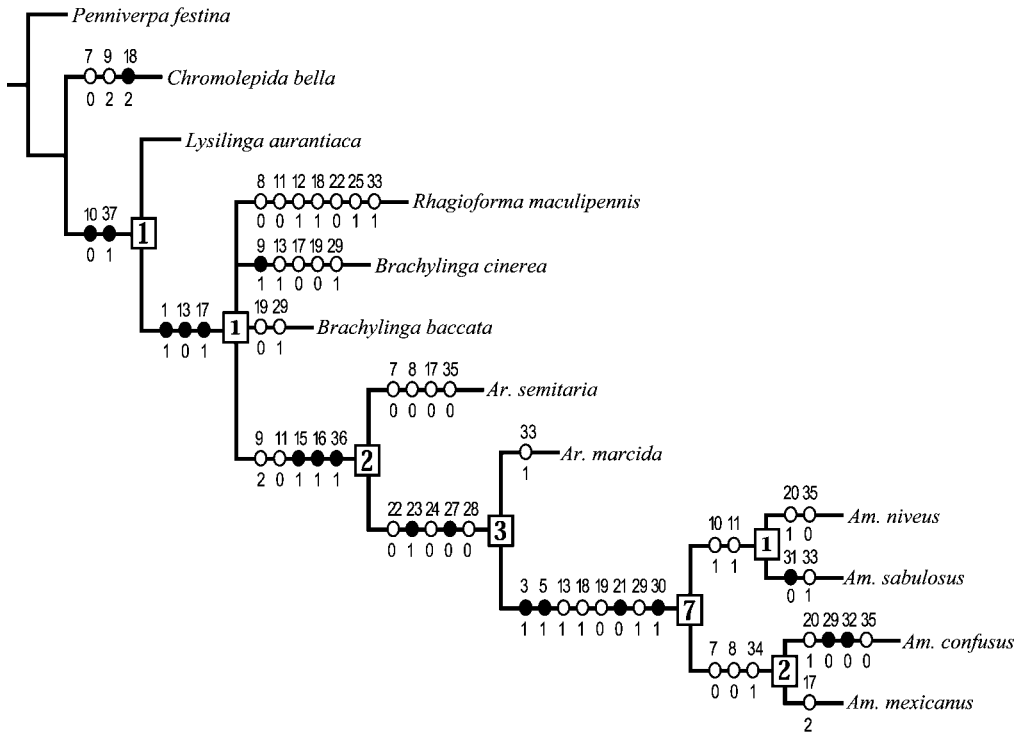 Penniverpa festina
7 9 18
Chromolepida bella
0 2 2
Lysilinga aurantiaca
8 11 12 18 22 25 33
Rhagioforma maculipennis
0 0 1 1 0 1 1
10 37
1
0 1
9 13 17 19 29
Brachylinga cinerea
1 1 0 0 1
1 13 17
1
19 29
Brachylinga baccata
1 0 1
0 1
7 8 17 35
Ar. semitaria
0 0 0 0
9 11 15 16 36
2
2 0 1 1 1
33
Ar. marcida
1
22 23 24 27 28
3
0 1 0 0 0
20 35
Am. niveus
1 0
10 11
1
1 1
31 33
Am. sabulosus
0 1
3 5 13 18 19 21 29 30
7
1 1 1 1 0 0 1 1
20 29 32 35
Am. confusus
1 0 0 0
7 8 34
2
0 0 1
17
Am. mexicanus
2